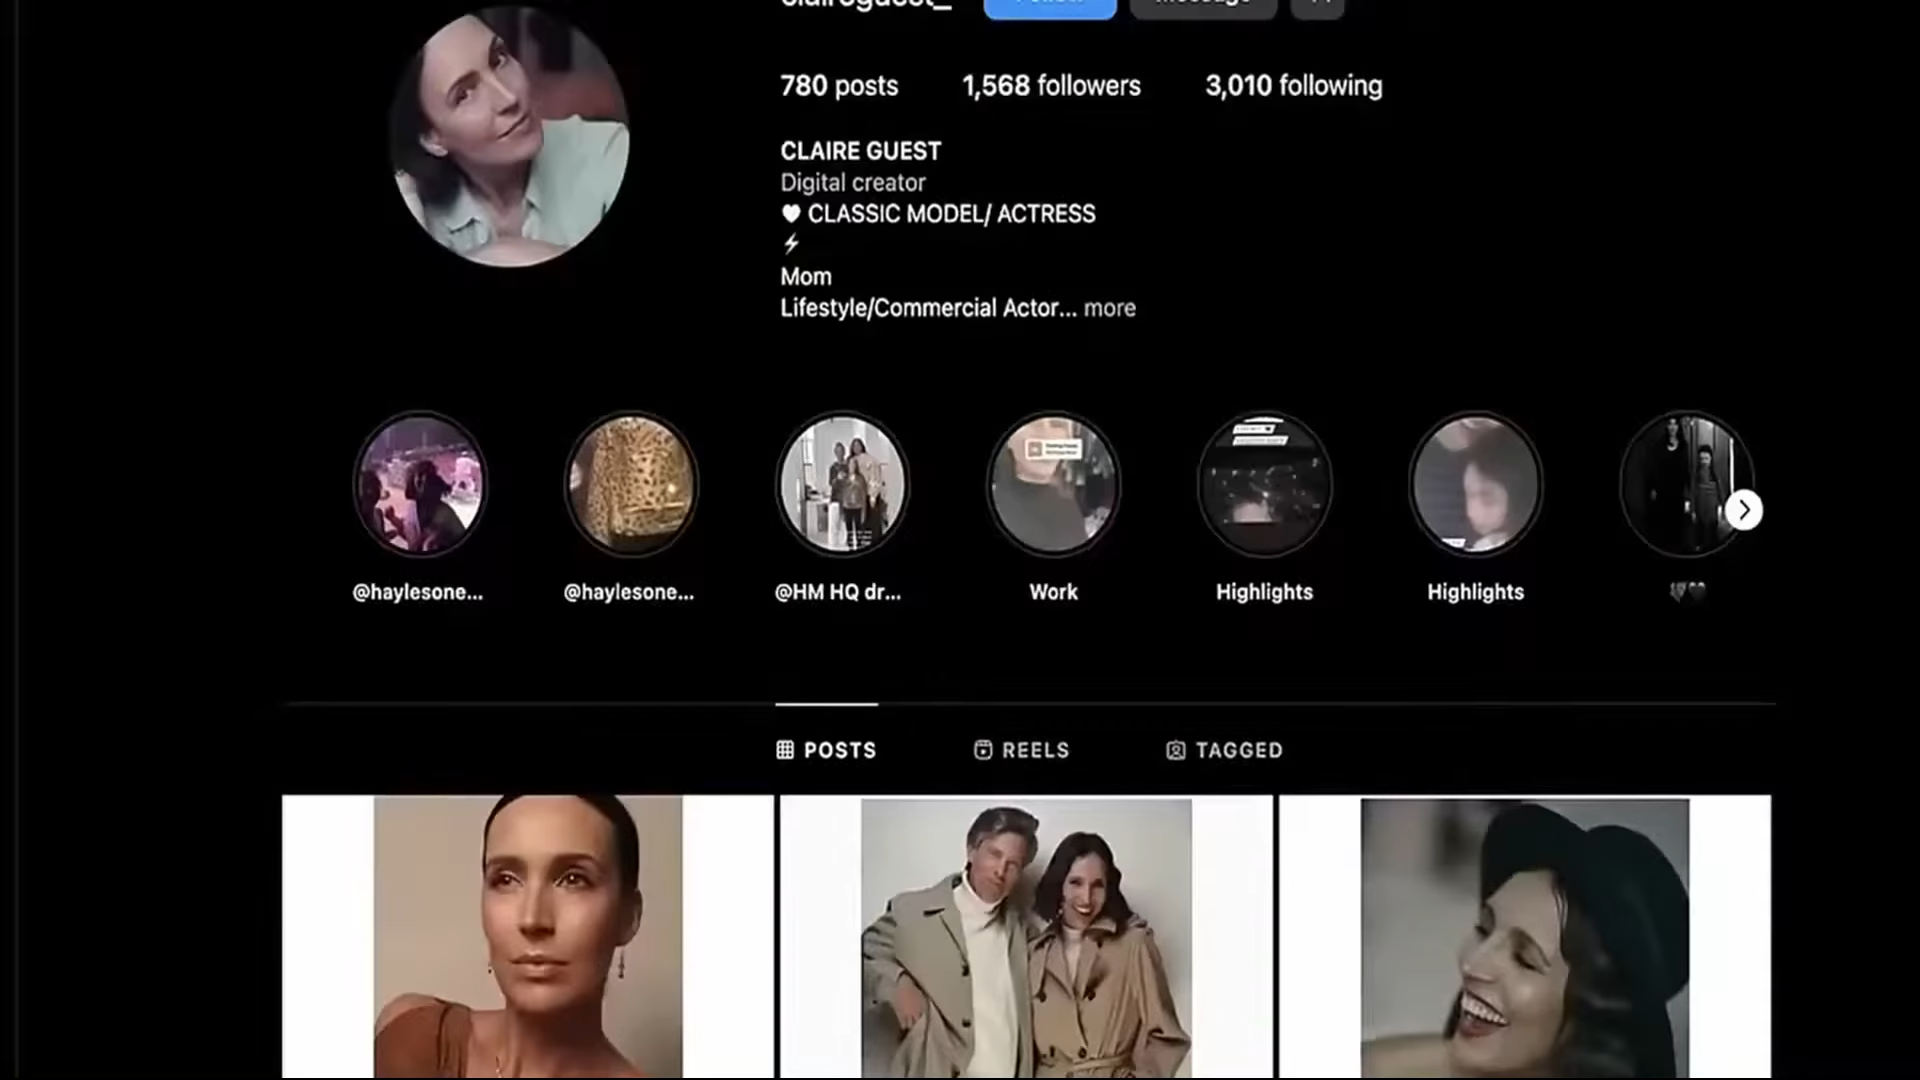 claireguest_
780 posts 1,568 followers 3,010 following
CLAIRE GUEST
Digital creator
🖤 CLASSIC MODEL/ ACTRESS
⚡
Mom
Lifestyle/Commercial Actor... more
@haylesone... @haylesone... @HM HQ dr... Work Highlights Highlights
POSTS REELS TAGGED